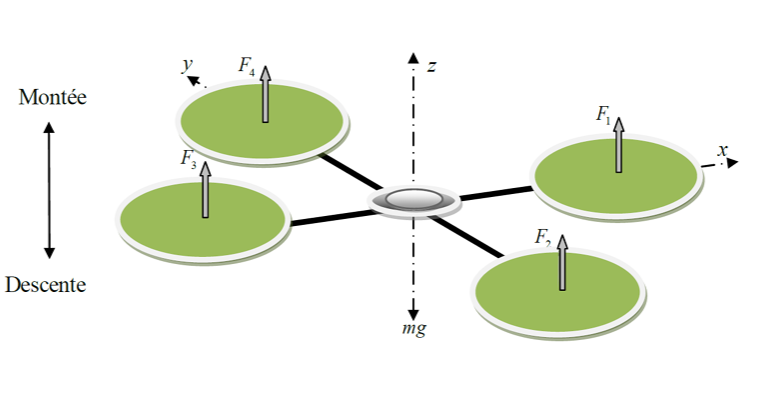 y
F₄
z
Montée
F₁
x
F₃
F₂
Descente
mg